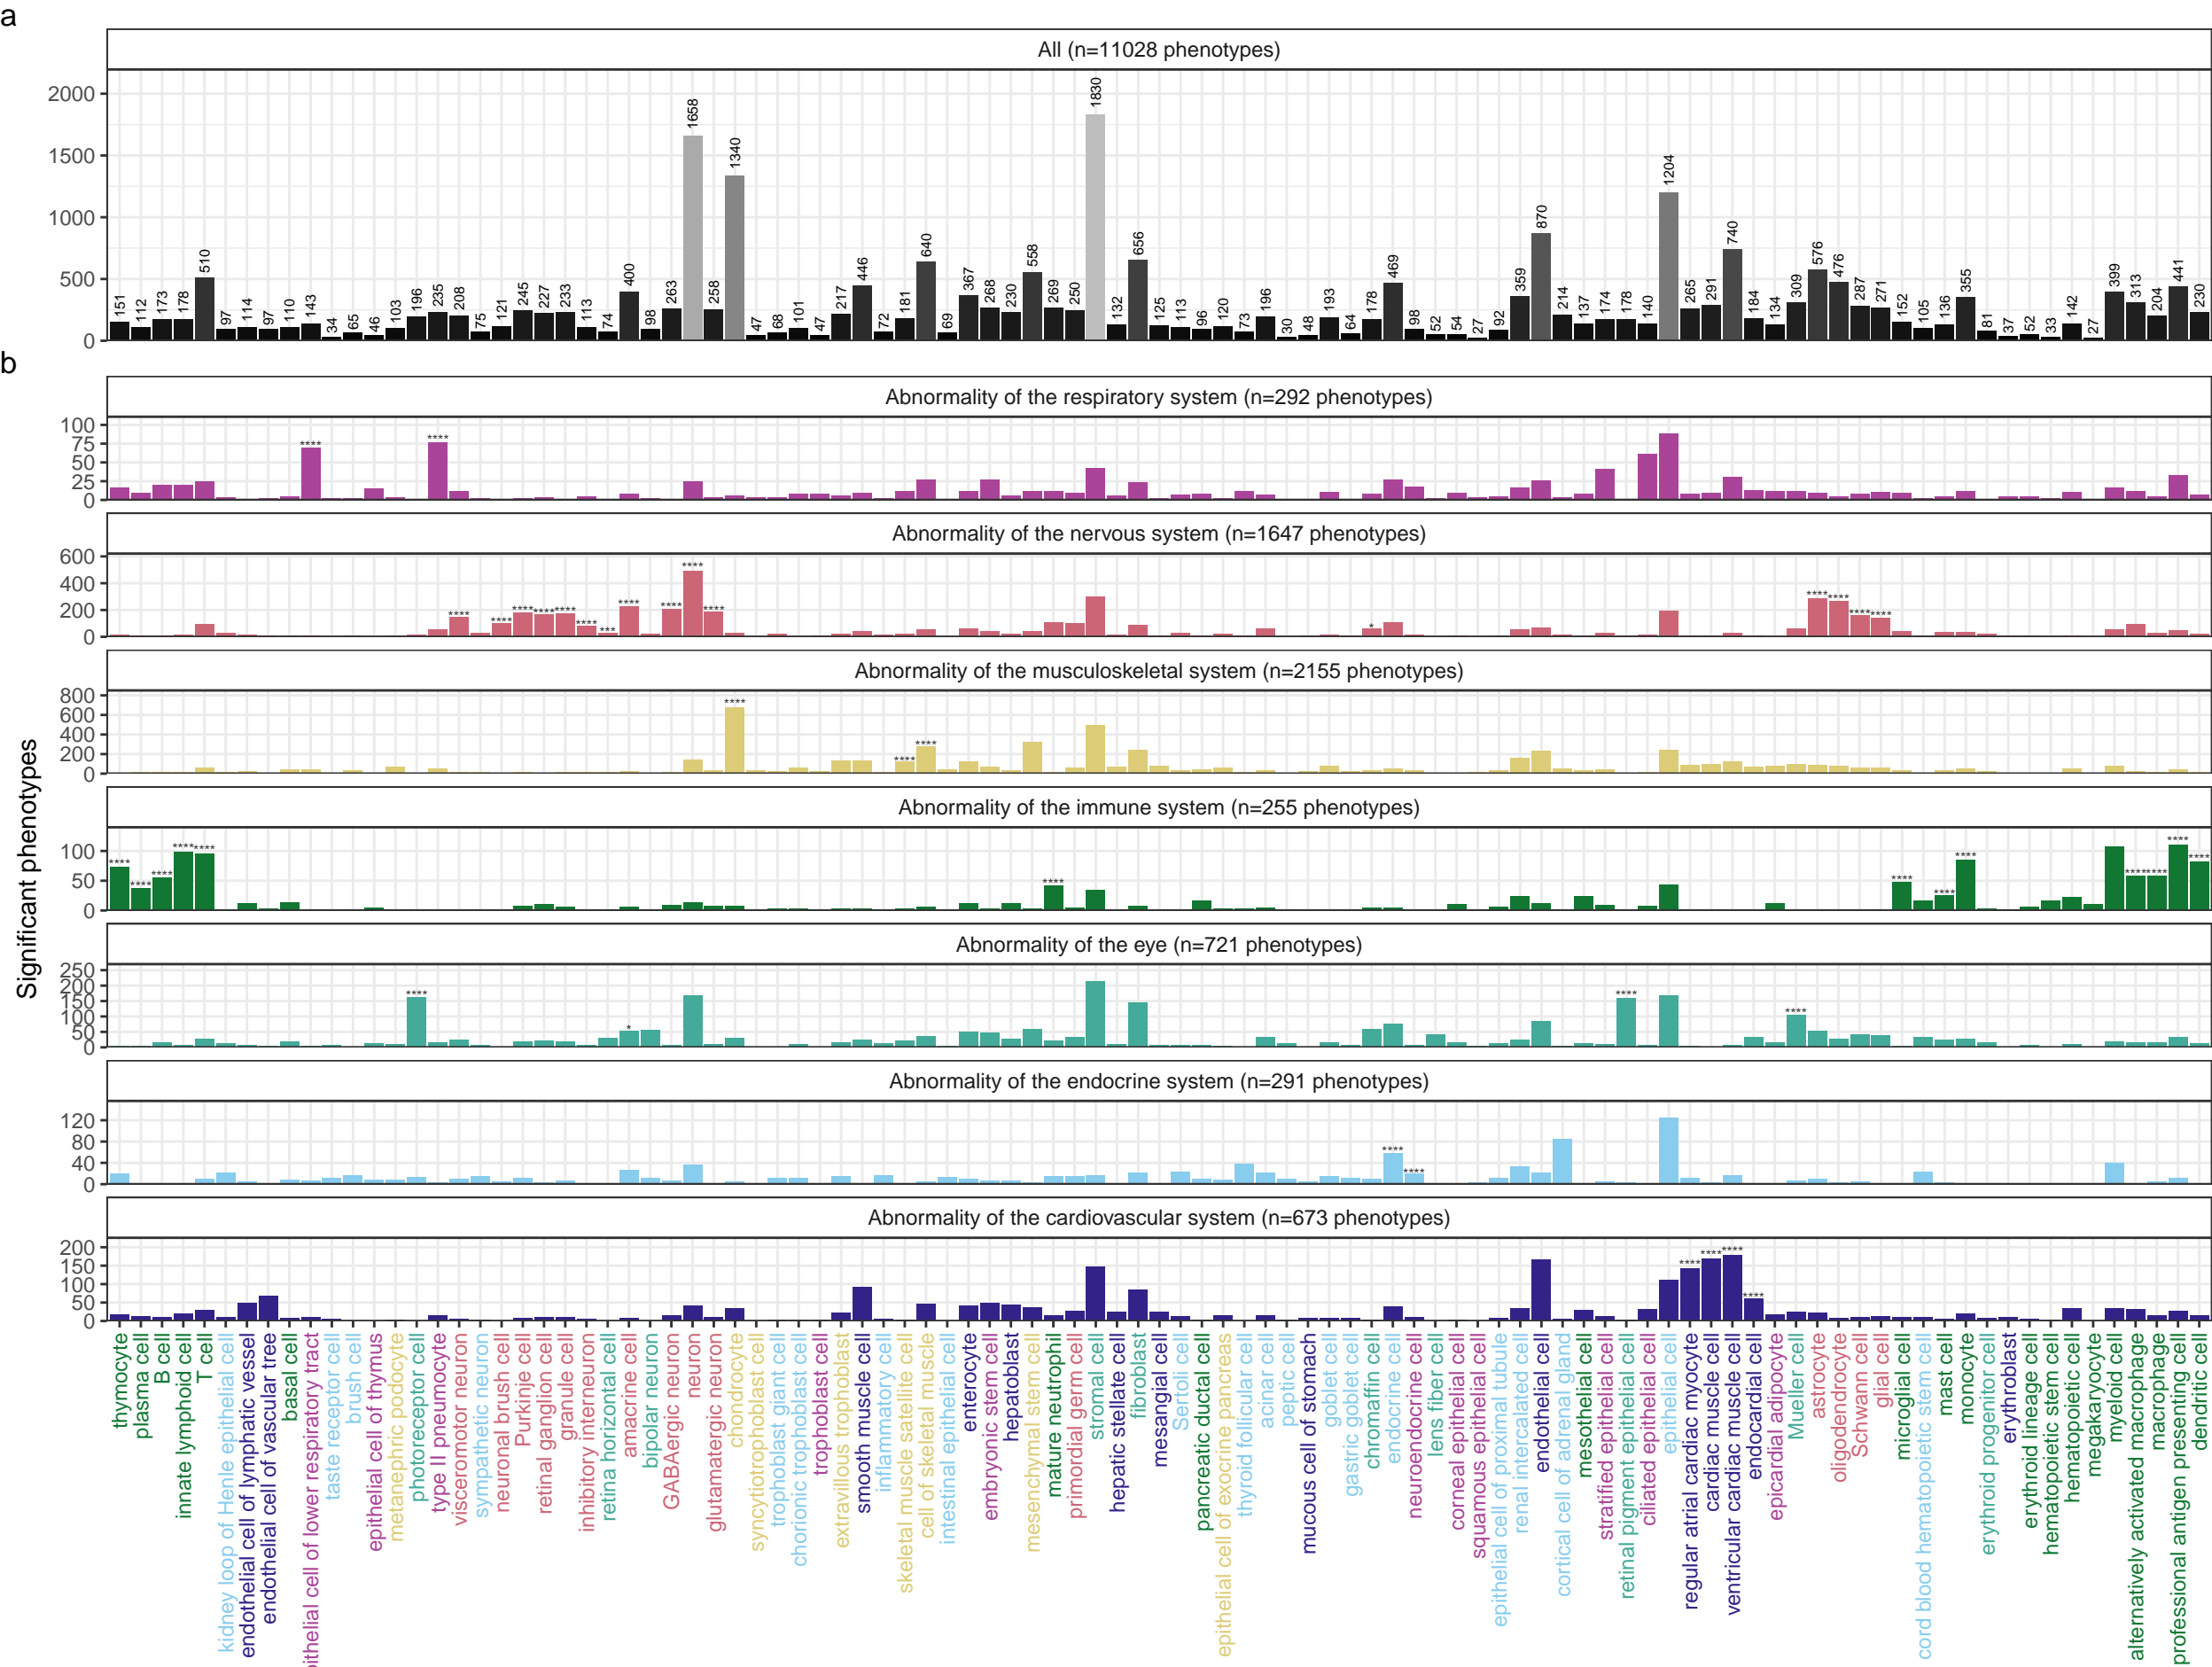 a
All (n=11028 phenotypes)
2000
1500
1000
500
0
151 112 173 178 510 97 114 97 110 143 34 65 46 103 196 235 208 75 121 245 227 233 113 74 400 98 263 1658 258 1340 47 68 101 47 217 446 72 181 640 69 367 268 230 558 269 250 1830 132 656 125 113 96 120 73 196 30 48 193 64 178 469 98 52 54 27 92 359 870 214 137 174 178 140 1204 265 291 740 184 134 309 576 476 287 271 152 105 136 355 81 37 52 33 142 27 399 313 204 441 230
b
Significant phenotypes
Abnormality of the respiratory system (n=292 phenotypes)
100
75
50
25
0
**** ****
Abnormality of the nervous system (n=1647 phenotypes)
600
400
200
0
**** **** **** **** **** **** *** **** **** **** **** * **** **** **** ****
Abnormality of the musculoskeletal system (n=2155 phenotypes)
800
600
400
200
0
**** **** ****
Abnormality of the immune system (n=255 phenotypes)
100
50
0
**** **** **** **** **** **** **** **** **** **** **** **** ****
Abnormality of the eye (n=721 phenotypes)
250
200
150
100
50
0
**** * **** ****
Abnormality of the endocrine system (n=291 phenotypes)
120
80
40
0
**** ****
Abnormality of the cardiovascular system (n=673 phenotypes)
200
150
100
50
0
**** **** **** ****
thymocyte
plasma cell
B cell
innate lymphoid cell
T cell
kidney loop of Henle epithelial cell
endothelial cell of lymphatic vessel
endothelial cell of vascular tree
basal cell
ithelial cell of lower respiratory tract
taste receptor cell
brush cell
epithelial cell of thymus
metanephric podocyte
photoreceptor cell
type II pneumocyte
visceromotor neuron
sympathetic neuron
neuronal brush cell
Purkinje cell
retinal ganglion cell
granule cell
inhibitory interneuron
retina horizontal cell
amacrine cell
bipolar neuron
GABAergic neuron
neuron
glutamatergic neuron
chondrocyte
syncytiotrophoblast cell
trophoblast giant cell
chorionic trophoblast cell
trophoblast cell
extravillous trophoblast
smooth muscle cell
inflammatory cell
skeletal muscle satellite cell
cell of skeletal muscle
intestinal epithelial cell
enterocyte
embryonic stem cell
hepatoblast
mesenchymal stem cell
mature neutrophil
primordial germ cell
stromal cell
hepatic stellate cell
fibroblast
mesangial cell
Sertoli cell
pancreatic ductal cell
epithelial cell of exocrine pancreas
thyroid follicular cell
acinar cell
peptic cell
mucous cell of stomach
goblet cell
gastric goblet cell
chromaffin cell
endocrine cell
neuroendocrine cell
lens fiber cell
corneal epithelial cell
squamous epithelial cell
epithelial cell of proximal tubule
renal intercalated cell
endothelial cell
cortical cell of adrenal gland
mesothelial cell
stratified epithelial cell
retinal pigment epithelial cell
ciliated epithelial cell
epithelial cell
regular atrial cardiac myocyte
cardiac muscle cell
ventricular cardiac muscle cell
endocardial cell
epicardial adipocyte
Mueller cell
astrocyte
oligodendrocyte
Schwann cell
glial cell
microglial cell
cord blood hematopoietic stem cell
mast cell
monocyte
erythroid progenitor cell
erythroblast
erythroid lineage cell
hematopoietic stem cell
hematopoietic cell
megakaryocyte
myeloid cell
alternatively activated macrophage
macrophage
professional antigen presenting cell
dendritic cell